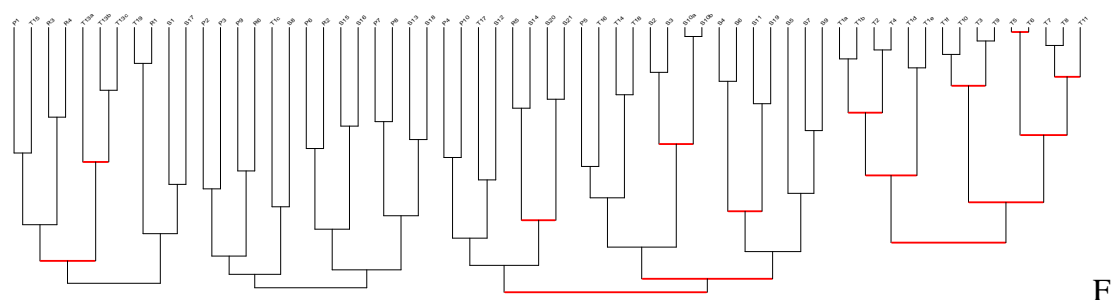 P1 T15 R3 R4 T13a T13b T13c T19 R1 S1 S17 P2 P3 P9 R6 T1c S8 P6 R2 S15 S16 P7 P8 S13 S18 P4 P10 T17 S12 R5 S14 S20 S21 P5 T16 T14 T18 S2 S3 S10a S10b S4 S6 S11 S19 S5 S7 S9 T1a T1b T2 T4 T1d T1e T1f T10 T3 T9 T5 T6 T7 T8 T11
F